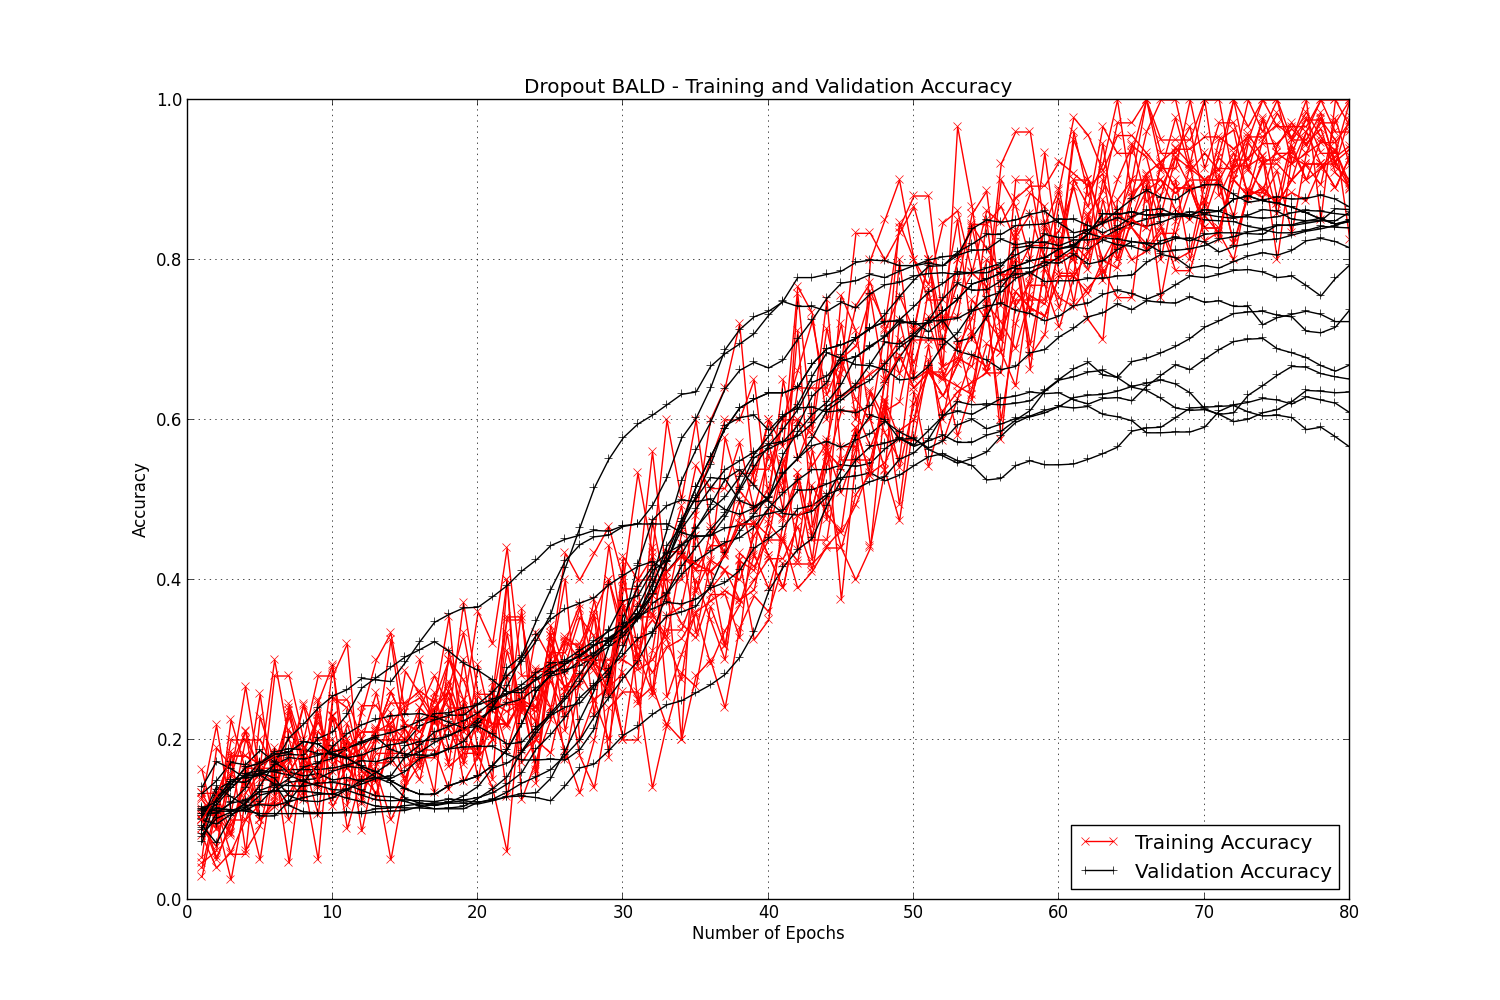 Dropout BALD - Training and Validation Accuracy
1.0
0.8
0.6
0.4
0.2
0.0
Accuracy
0 10 20 30 40 50 60 70 80
Number of Epochs
Training Accuracy
Validation Accuracy